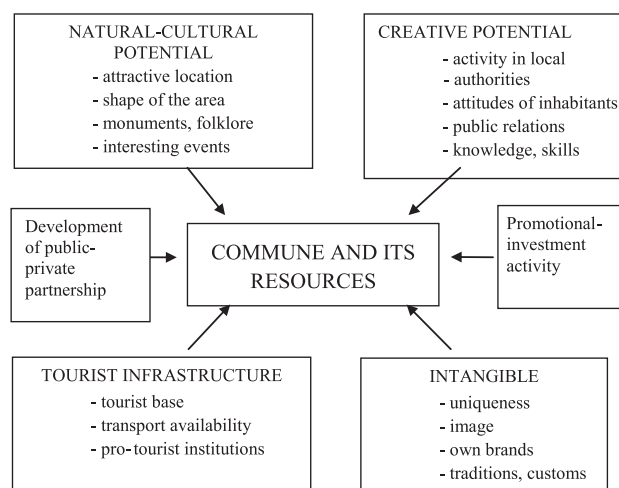 NATURAL-CULTURAL
POTENTIAL
- attractive location
- shape of the area
- monuments, folklore
- interesting events
CREATIVE POTENTIAL
- activity in local
- authorities
- attitudes of inhabitants
- public relations
- knowledge, skills
Development
of public-
private
partnership
COMMUNE AND ITS
RESOURCES
Promotional-
investment
activity
TOURIST INFRASTRUCTURE
- tourist base
- transport availability
- pro-tourist institutions
INTANGIBLE
- uniqueness
- image
- own brands
- traditions, customs